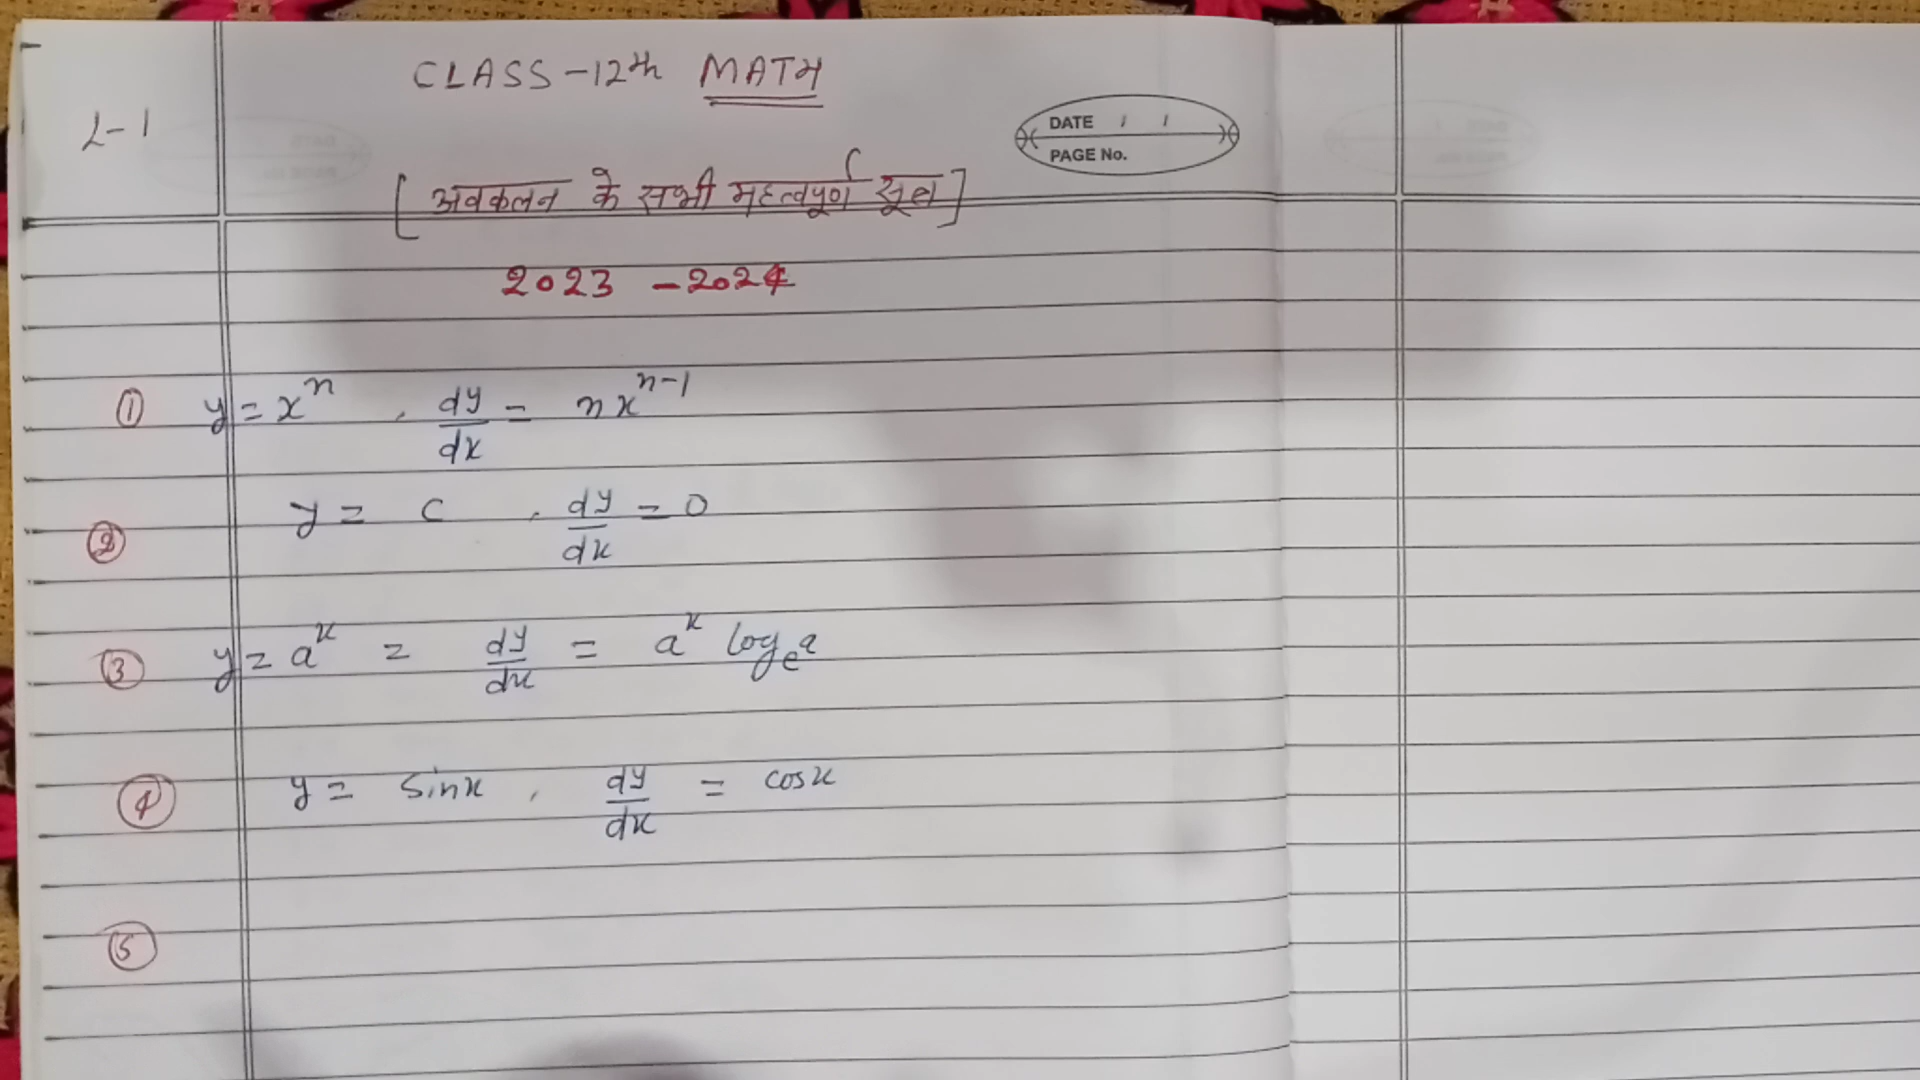 CLASS-12th MATH
L-1
DATE / /
PAGE No.
[अवकलन के सभी महत्वपूर्ण सूत्र]
2023 - 2024
① y = x^n , dy/dx = nx^(n-1)
② y = c , dy/dx = 0
③ y = a^x = dy/dx = a^x log_e a
④ y = sinx , dy/dx = cosx
⑤